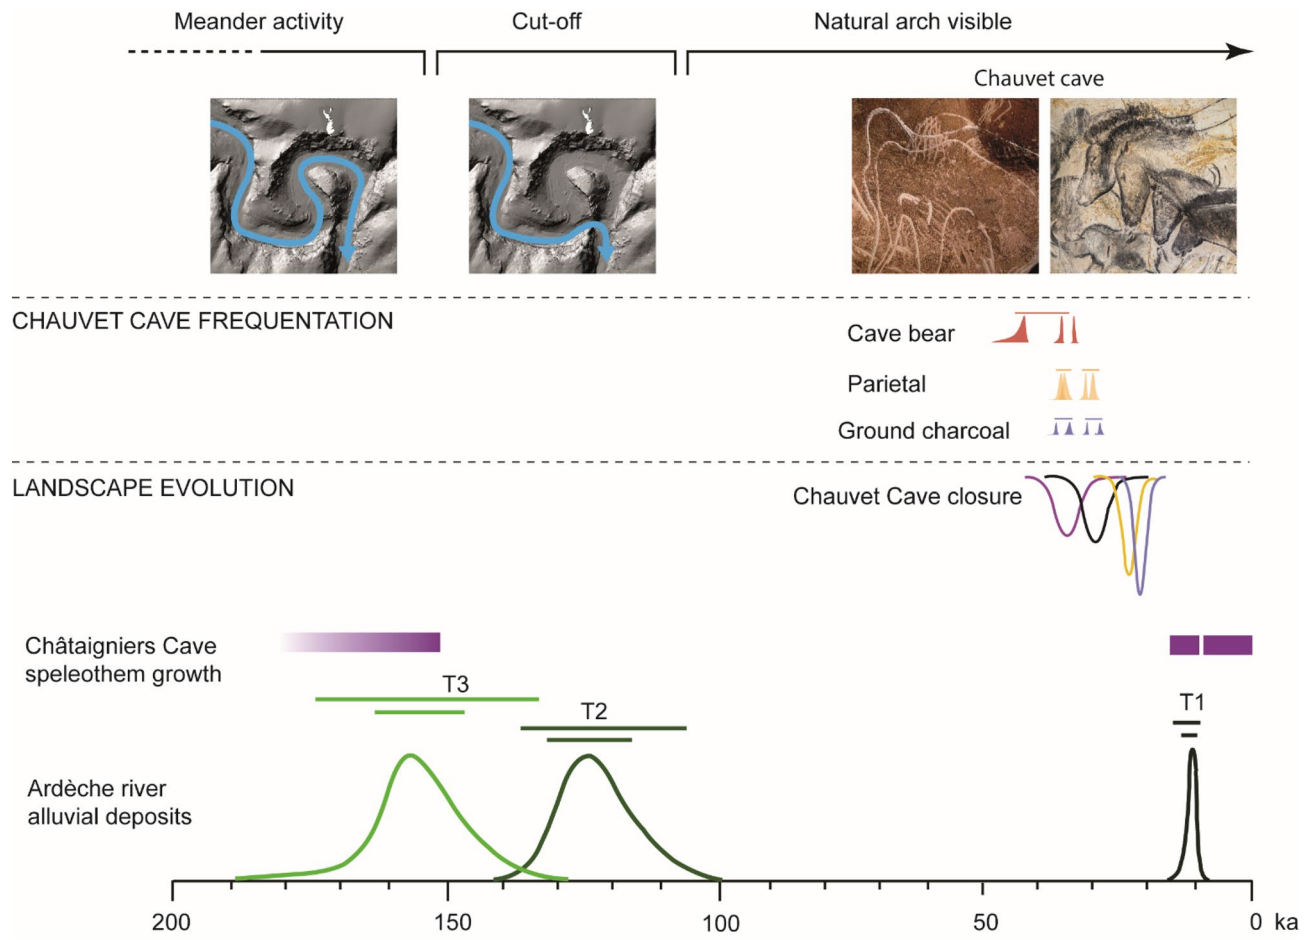 Meander activity
Cut-off
Natural arch visible
Chauvet cave
CHAUVET CAVE FREQUENTATION
Cave bear
Parietal
Ground charcoal
LANDSCAPE EVOLUTION
Chauvet Cave closure
Châtaigniers Cave
speleothem growth
T3
T2
T1
Ardèche river
alluvial deposits
200
150
100
50
0 ka